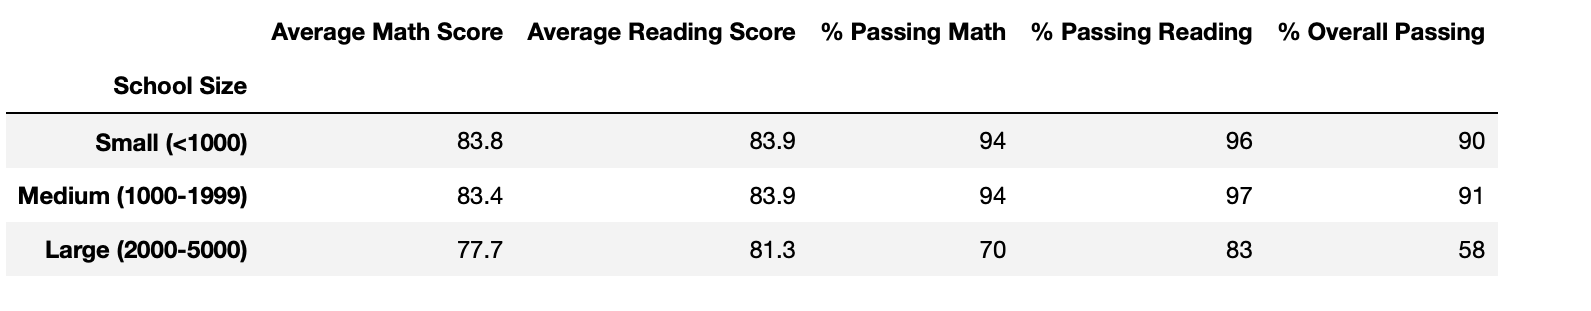 Average Math Score Average Reading Score % Passing Math % Passing Reading % Overall Passing
School Size
Small (<1000) 83.8 83.9 94 96 90
Medium (1000-1999) 83.4 83.9 94 97 91
Large (2000-5000) 77.7 81.3 70 83 58